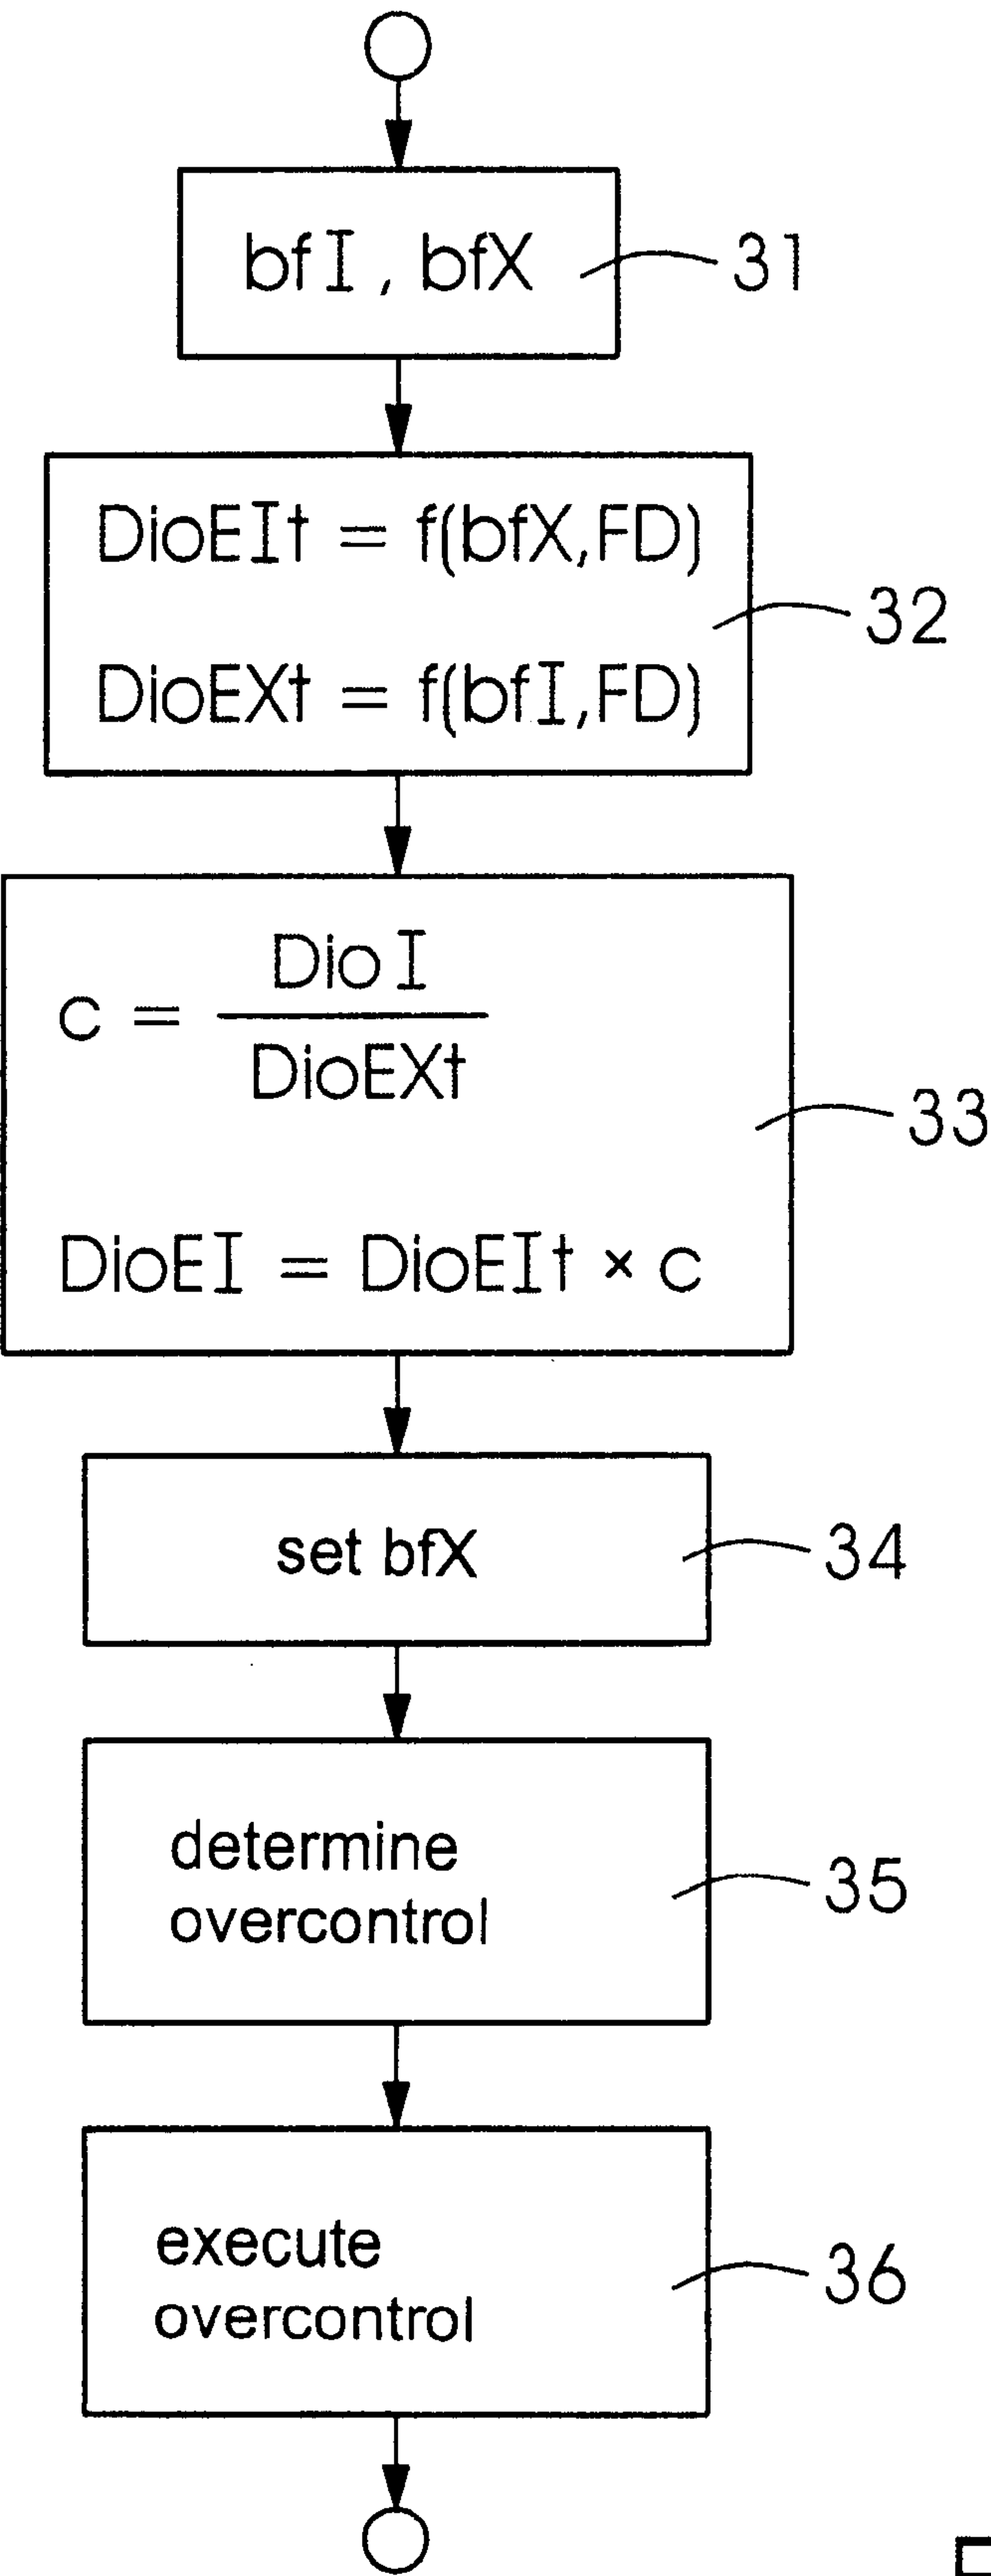 bfI, bfX
31
DioEIt = f(bfX,FD)
32
DioEXt = f(bfI,FD)
DioI
c =
DioEXt
33
DioEI = DioEIt × c
set bfX
34
determine
overcontrol
35
execute
overcontrol
36